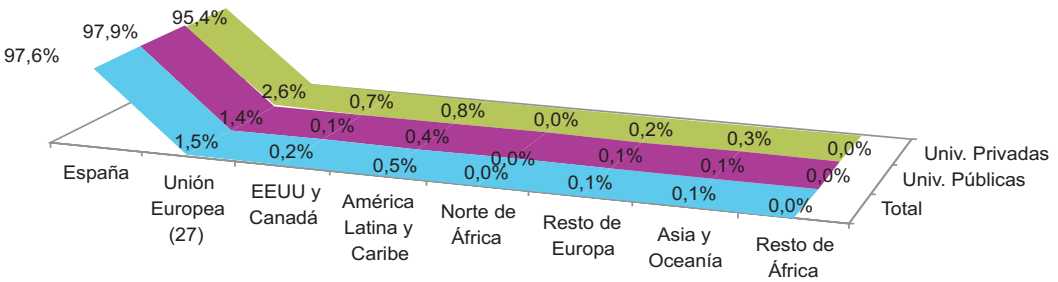 95,4%
97,9%
97,6%
2,6% 0,7% 0,8% 0,0% 0,2% 0,3% 0,0%
1,4% 0,1% 0,4% 0,0% 0,1% 0,1% 0,0%
1,5% 0,2% 0,5% 0,0% 0,1% 0,1% 0,0%
Univ. Privadas
Univ. Públicas
Total
España
Unión
Europea
(27)
EEUU y
Canadá
América
Latina y
Caribe
Norte de
África
Resto de
Europa
Asia y
Oceanía
Resto de
África